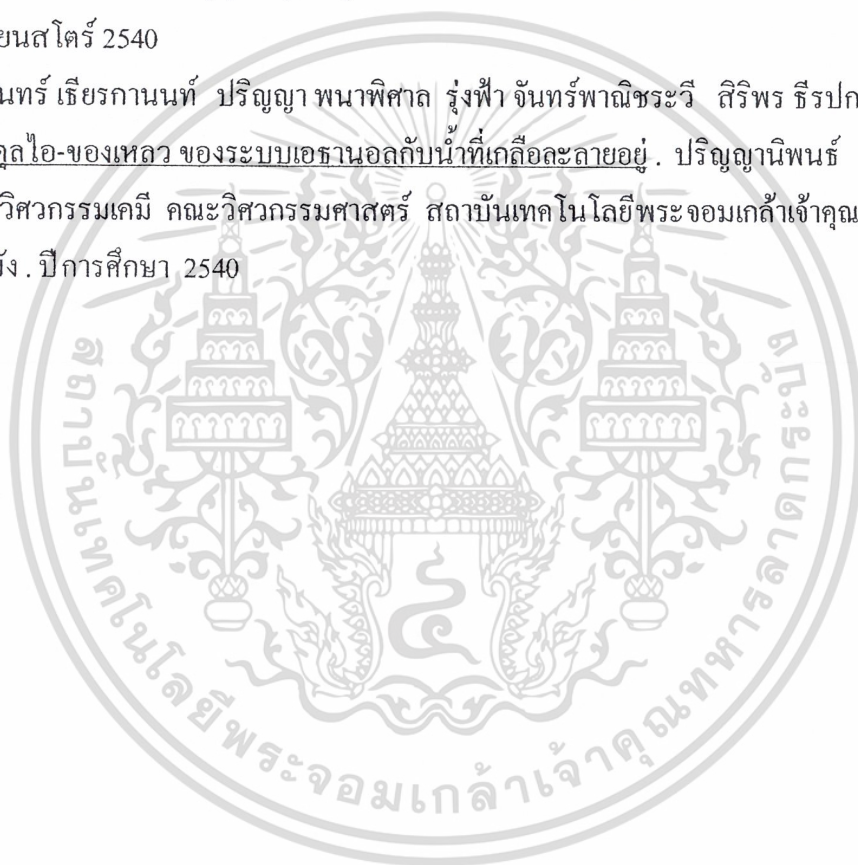 ยนสโตร์ 2540
นทร์ เธียรกานนท์ ปริญญา พนาพิศาล รุ่งฟ้า จันทร์พาณิชระวี สิริพร ธีรปก
ดุลไอ-ของเหลว ของระบบเอธานอลกับน้ำที่เกลือละลายอยู่ . ปริญญานิพนธ์
วิศวกรรมเคมี คณะวิศวกรรมศาสตร์ สถาบันเทคโนโลยีพระจอมเกล้าเจ้าคุณ
ัง . ปีการศึกษา 2540
สถาบันเทคโนโลยีพระจอมเกล้าเจ้าคุณทหารลาดกระบัง